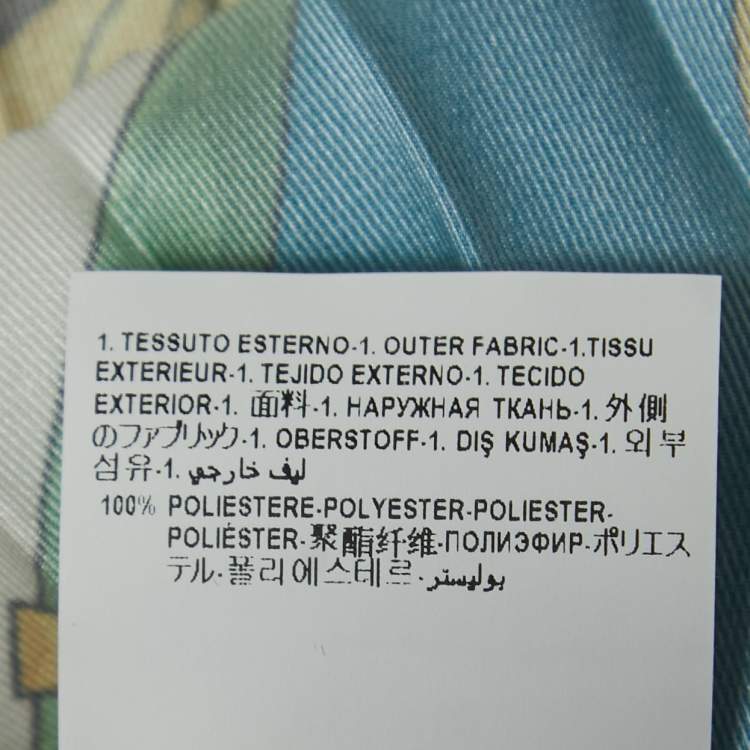 1. TESSUTO ESTERNO-1. OUTER FABRIC-1.TISSU
EXTERIEUR-1. TEJIDO EXTERNO-1. TECIDO
EXTERIOR-1. 面料-1. НАРУЖНАЯ ТКАНЬ-1. 外側
のファブリック-1. OBERSTOFF-1. DIŞ KUMAŞ-1. 외부
섬유-1. ليف خارجي
100% POLIESTERE-POLYESTER-POLIESTER-
POLIÉSTER-聚酯纤维-ПОЛИЭФИР-ポリエス
テル-폴리에스테르-بوليستر